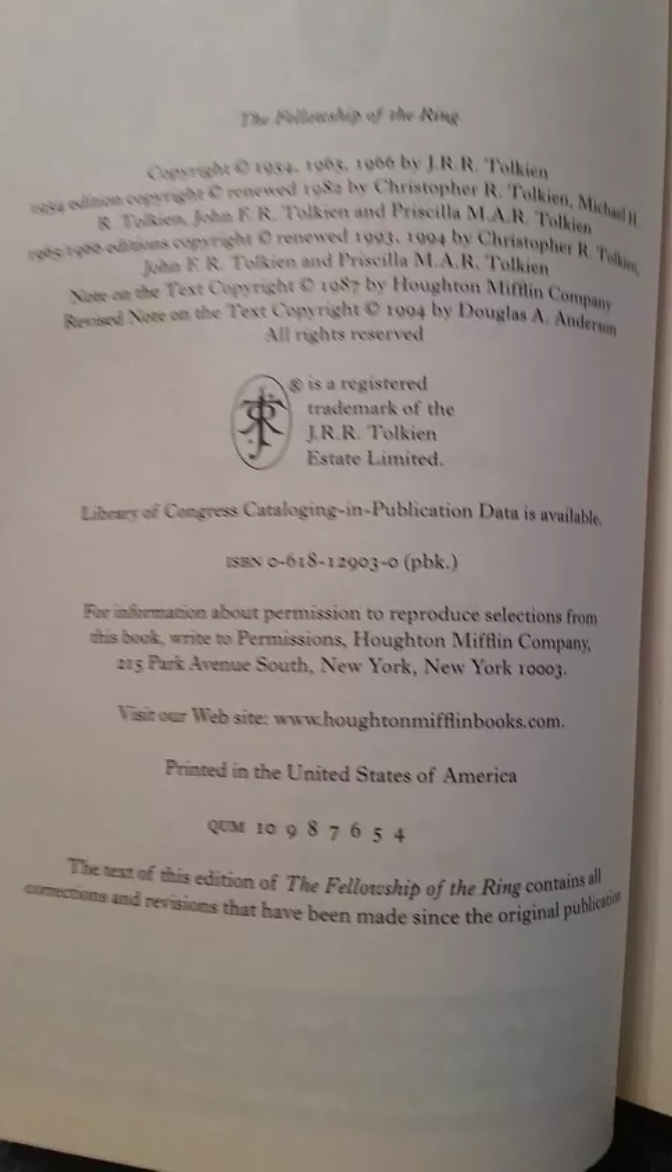 The Fellowship of the Ring
Copyright © 1954, 1965, 1966 by J.R.R. Tolkien
1954 edition copyright © renewed 1982 by Christopher R. Tolkien, Michael H.
R. Tolkien, John F. R. Tolkien and Priscilla M.A.R. Tolkien
1965/1966 editions copyright © renewed 1993, 1994 by Christopher R. Tolkien,
John F. R. Tolkien and Priscilla M.A.R. Tolkien
Note on the Text Copyright © 1987 by Houghton Mifflin Company
Revised Note on the Text Copyright © 1994 by Douglas A. Anderson
All rights reserved
® is a registered
trademark of the
J.R.R. Tolkien
Estate Limited.
Library of Congress Cataloging-in-Publication Data is available.
ISBN 0-618-12903-0 (pbk.)
For information about permission to reproduce selections from
this book, write to Permissions, Houghton Mifflin Company,
215 Park Avenue South, New York, New York 10003.
Visit our Web site: www.houghtonmifflinbooks.com.
Printed in the United States of America
QUM 10 9 8 7 6 5 4
The text of this edition of The Fellowship of the Ring contains all
corrections and revisions that have been made since the original publication